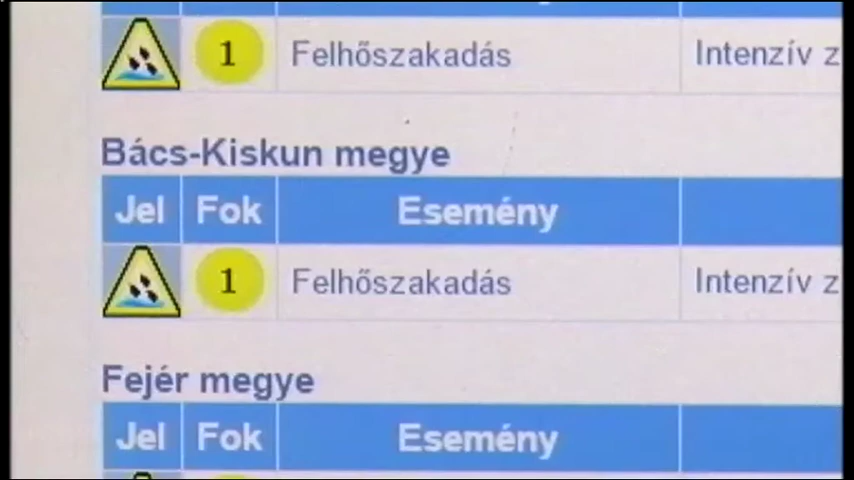 1 Felhőszakadás Intenzív z
Bács-Kiskun megye
Jel Fok Esemény
1 Felhőszakadás Intenzív z
Fejér megye
Jel Fok Esemény